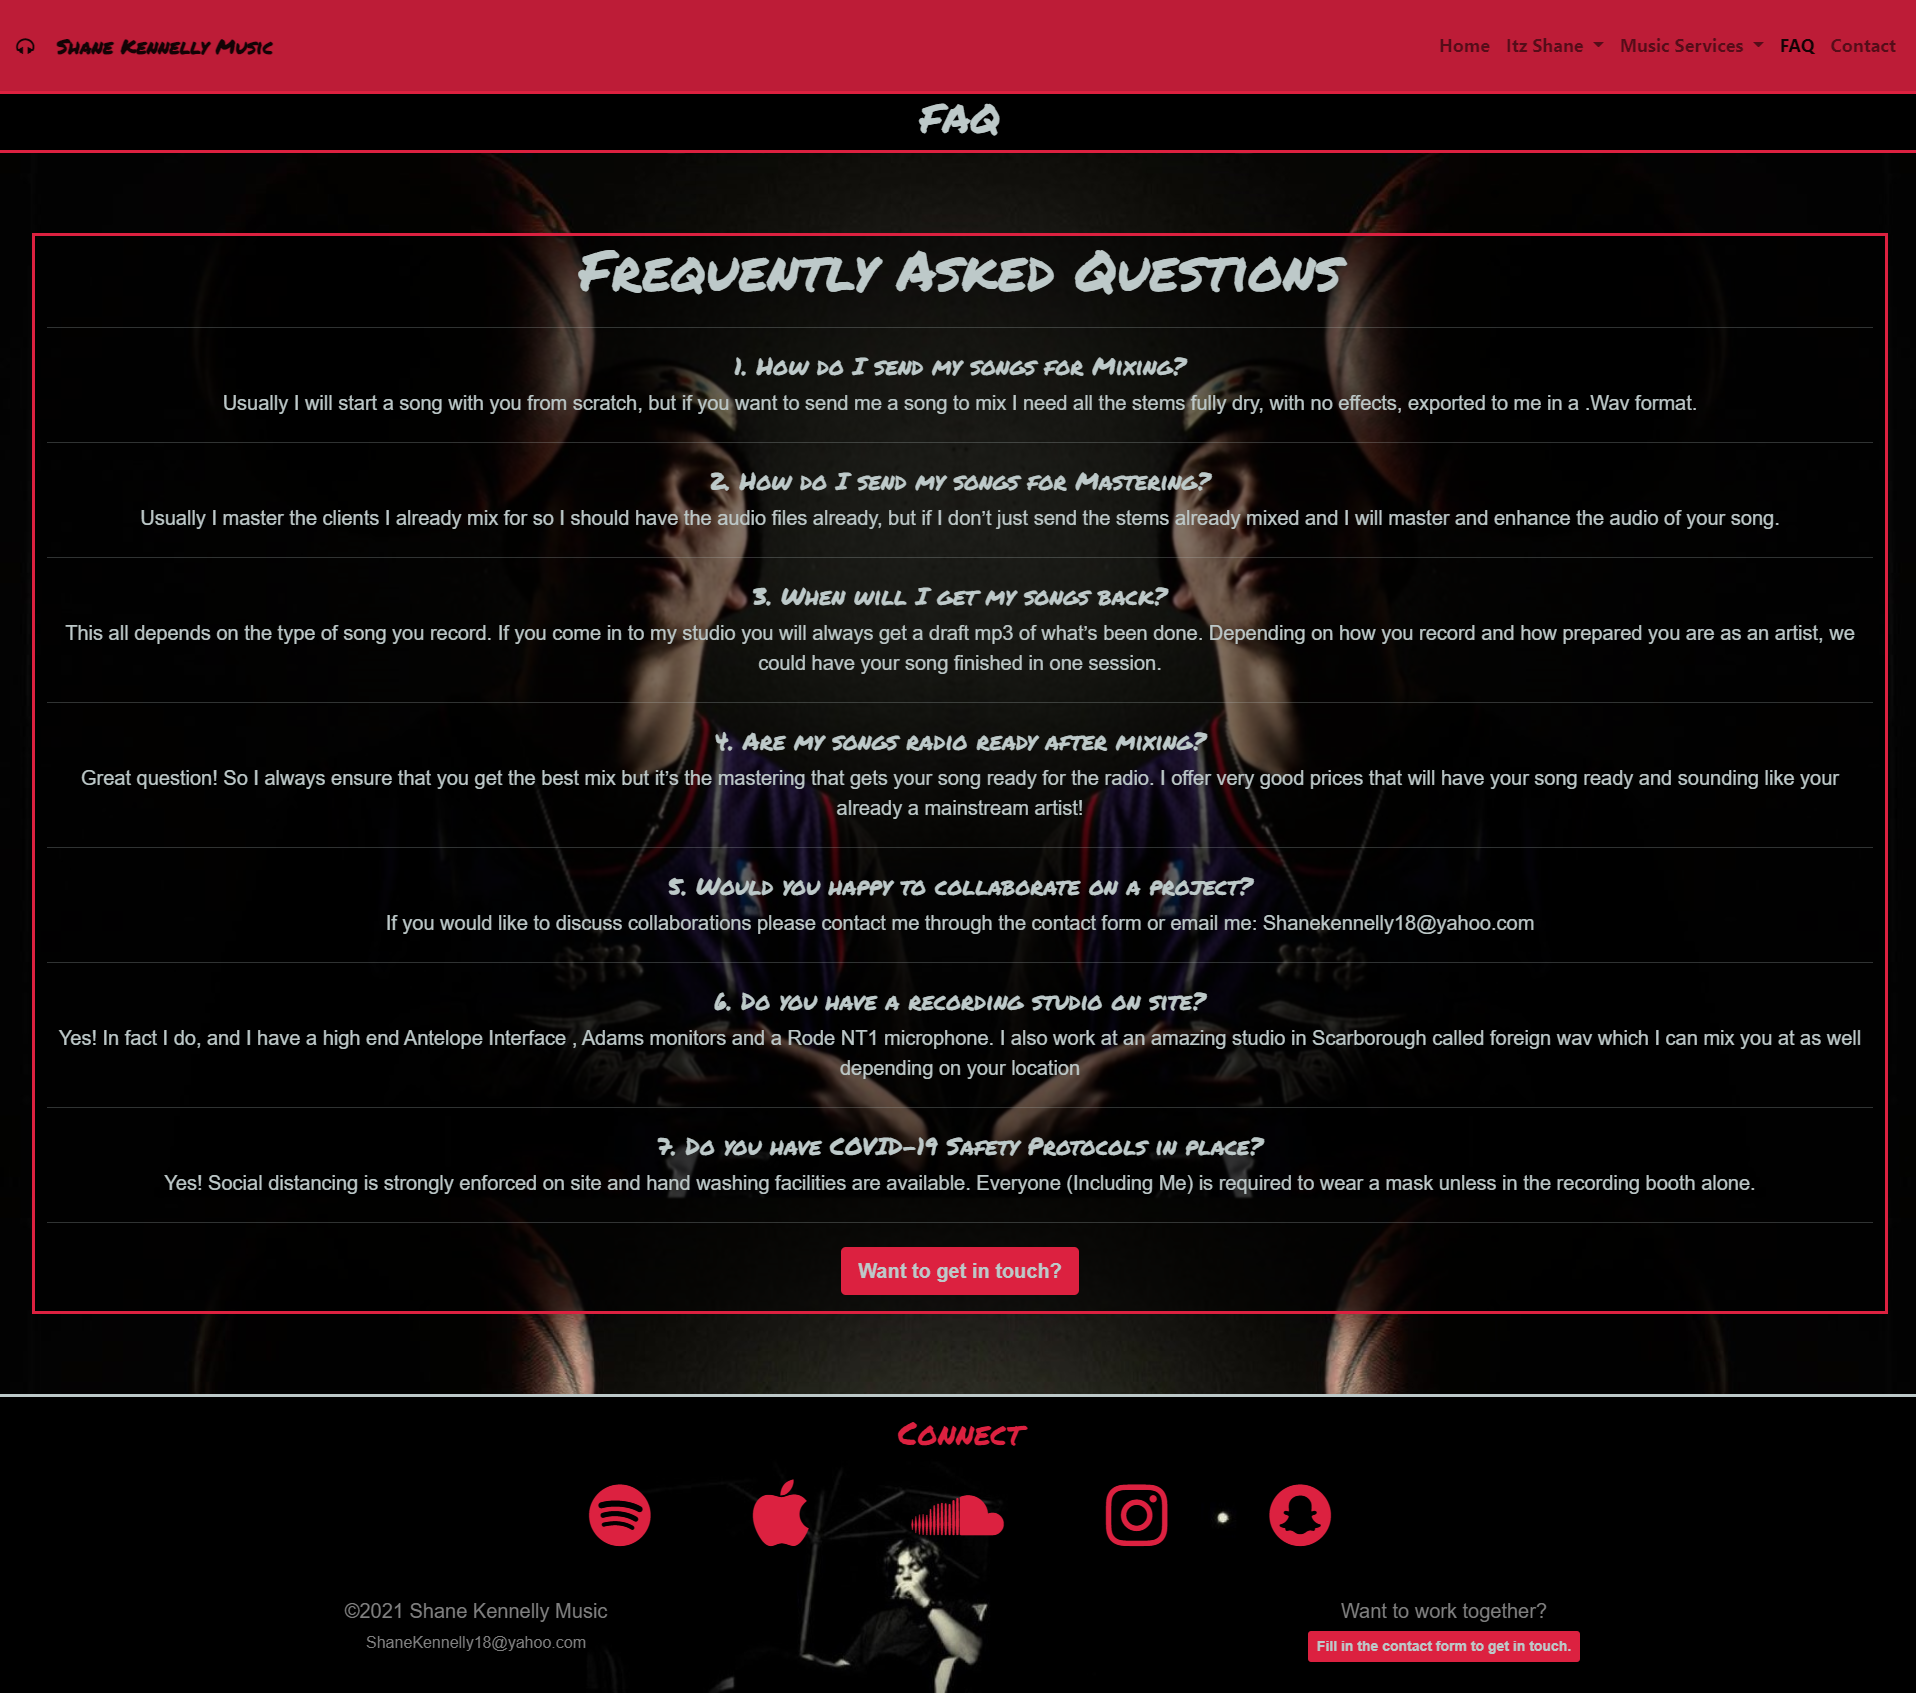 Shane Kennelly Music
Home Itz Shane Music Services FAQ Contact
FAQ
Frequently Asked Questions
1. How do I send my songs for Mixing?
Usually I will start a song with you from scratch, but if you want to send me a song to mix I need all the stems fully dry, with no effects, exported to me in a .Wav format.
2. How do I send my songs for Mastering?
Usually I master the clients I already mix for so I should have the audio files already, but if I don’t just send the stems already mixed and I will master and enhance the audio of your song.
3. When will I get my songs back?
This all depends on the type of song you record. If you come in to my studio you will always get a draft mp3 of what’s been done. Depending on how you record and how prepared you are as an artist, we
could have your song finished in one session.
4. Are my songs radio ready after mixing?
Great question! So I always ensure that you get the best mix but it’s the mastering that gets your song ready for the radio. I offer very good prices that will have your song ready and sounding like your
already a mainstream artist!
5. Would you happy to collaborate on a project?
If you would like to discuss collaborations please contact me through the contact form or email me: Shanekennelly18@yahoo.com
6. Do you have a recording studio on site?
Yes! In fact I do, and I have a high end Antelope Interface , Adams monitors and a Rode NT1 microphone. I also work at an amazing studio in Scarborough called foreign wav which I can mix you at as well
depending on your location
7. Do you have COVID-19 Safety Protocols in place?
Yes! Social distancing is strongly enforced on site and hand washing facilities are available. Everyone (Including Me) is required to wear a mask unless in the recording booth alone.
Want to get in touch?
Connect
©2021 Shane Kennelly Music
ShaneKennelly18@yahoo.com
Want to work together?
Fill in the contact form to get in touch.